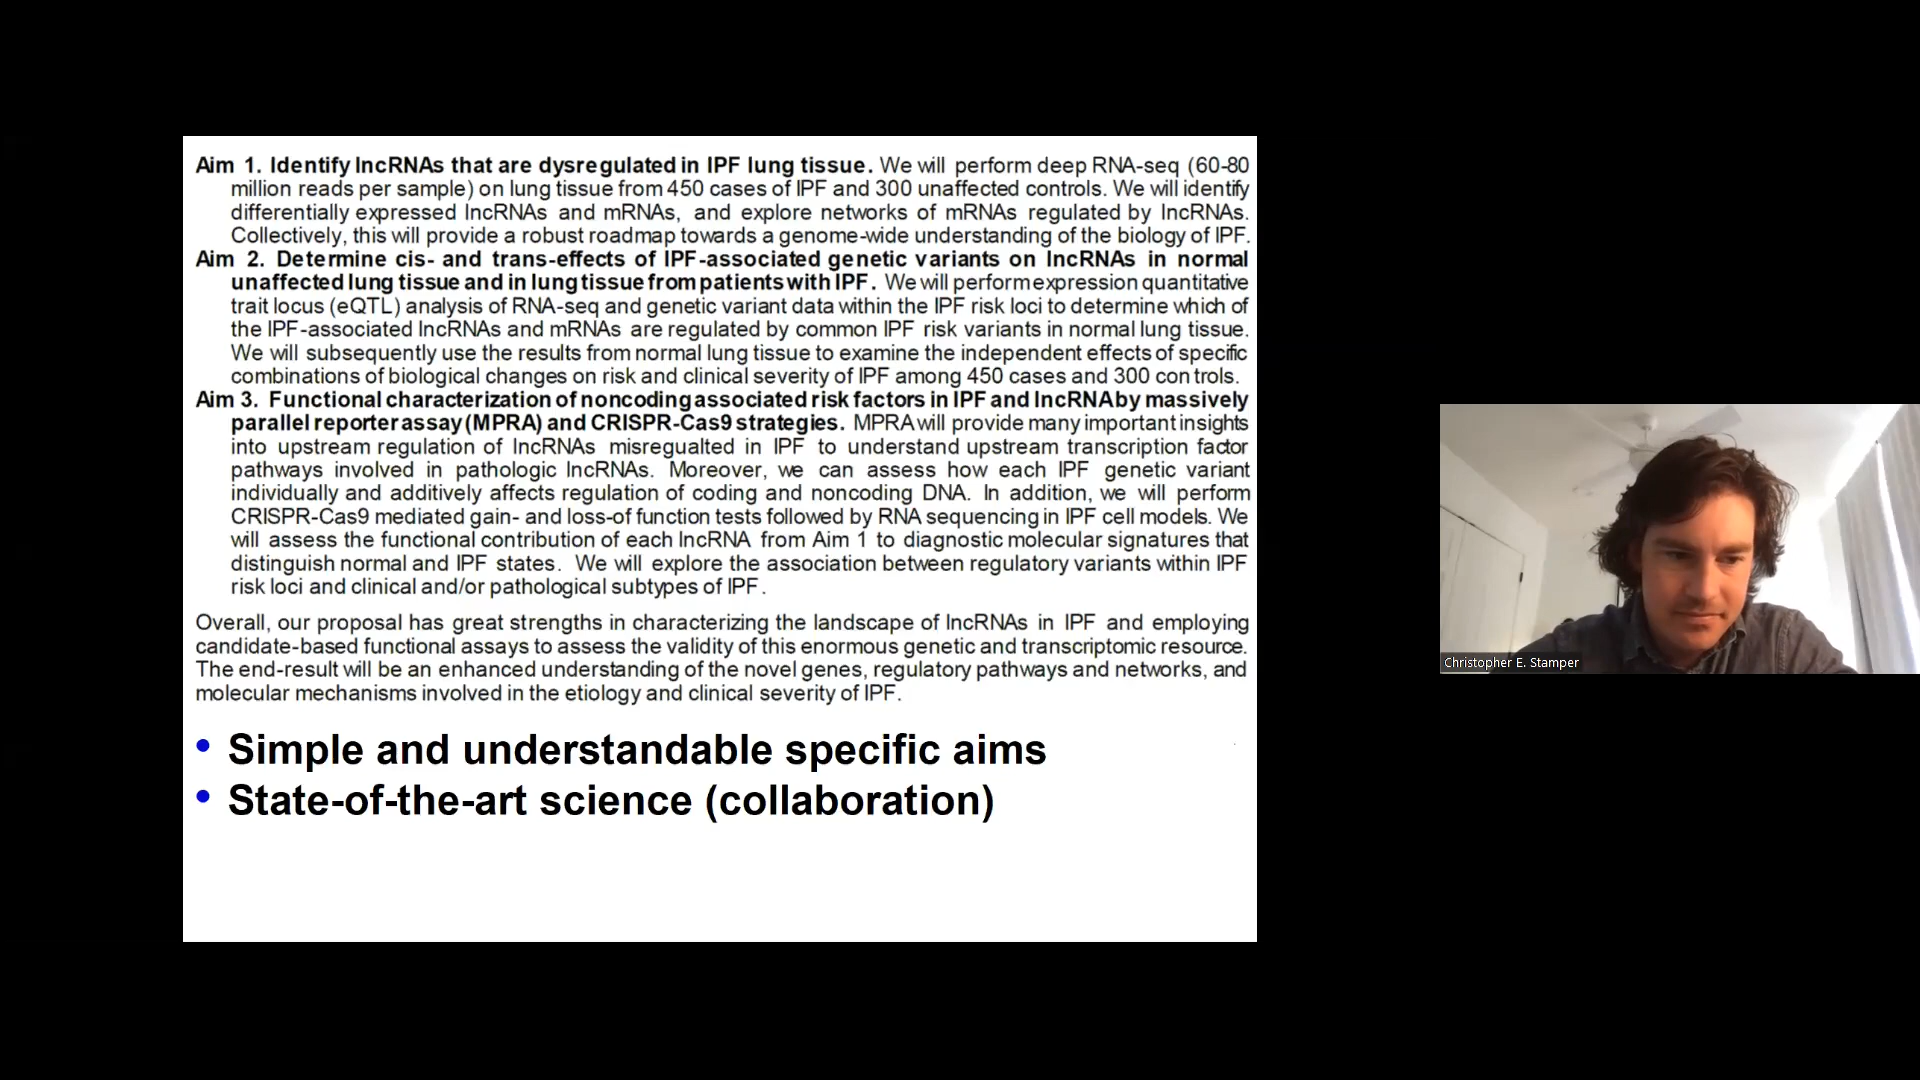 Aim 1. Identify lncRNAs that are dysregulated in IPF lung tissue. We will perform deep RNA-seq (60-80
million reads per sample) on lung tissue from 450 cases of IPF and 300 unaffected controls. We will identify
differentially expressed lncRNAs and mRNAs, and explore networks of mRNAs regulated by lncRNAs.
Collectively, this will provide a robust roadmap towards a genome-wide understanding of the biology of IPF.
Aim 2. Determine cis- and trans-effects of IPF-associated genetic variants on lncRNAs in normal
unaffected lung tissue and in lung tissue from patients with IPF. We will perform expression quantitative
trait locus (eQTL) analysis of RNA-seq and genetic variant data within the IPF risk loci to determine which of
the IPF-associated lncRNAs and mRNAs are regulated by common IPF risk variants in normal lung tissue.
We will subsequently use the results from normal lung tissue to examine the independent effects of specific
combinations of biological changes on risk and clinical severity of IPF among 450 cases and 300 controls.
Aim 3. Functional characterization of noncoding associated risk factors in IPF and lncRNA by massively
parallel reporter assay (MPRA) and CRISPR-Cas9 strategies. MPRA will provide many important insights
into upstream regulation of lncRNAs misregualted in IPF to understand upstream transcription factor
pathways involved in pathologic lncRNAs. Moreover, we can assess how each IPF genetic variant
individually and additively affects regulation of coding and noncoding DNA. In addition, we will perform
CRISPR-Cas9 mediated gain- and loss-of function tests followed by RNA sequencing in IPF cell models. We
will assess the functional contribution of each lncRNA from Aim 1 to diagnostic molecular signatures that
distinguish normal and IPF states. We will explore the association between regulatory variants within IPF
risk loci and clinical and/or pathological subtypes of IPF.
Overall, our proposal has great strengths in characterizing the landscape of lncRNAs in IPF and employing
candidate-based functional assays to assess the validity of this enormous genetic and transcriptomic resource.
The end-result will be an enhanced understanding of the novel genes, regulatory pathways and networks, and
molecular mechanisms involved in the etiology and clinical severity of IPF.
• Simple and understandable specific aims
• State-of-the-art science (collaboration)
Christopher E. Stamper